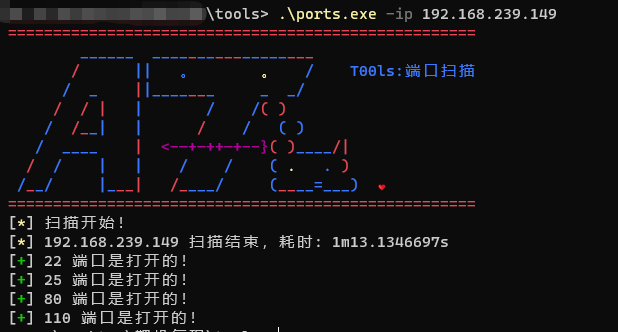 \tools> .\ports.exe -ip 192.168.239.149
T00ls:端口扫描
[*] 扫描开始!
[*] 192.168.239.149 扫描结束, 耗时: 1m13.1346697s
[+] 22 端口是打开的!
[+] 25 端口是打开的!
[+] 80 端口是打开的!
[+] 110 端口是打开的!